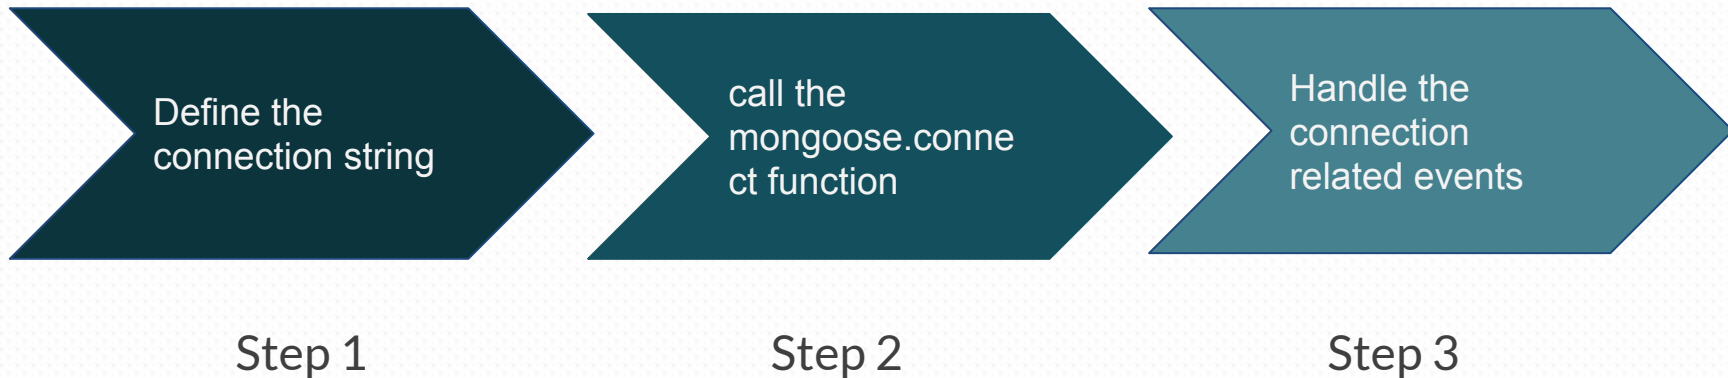 Define the
connection string
call the
mongoose.conne
ct function
Handle the
connection
related events
Step 1
Step 2
Step 3